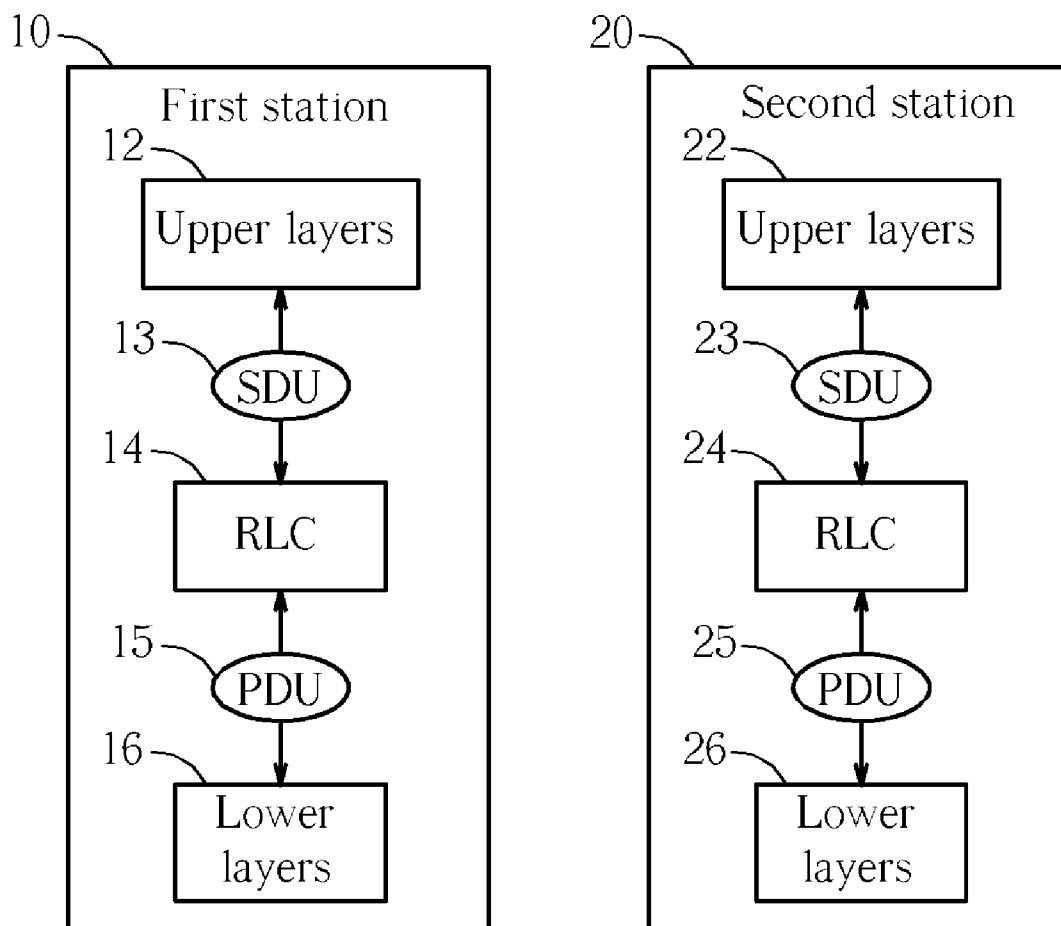 10
First station
12
Upper layers
13
SDU
14
RLC
15
PDU
16
Lower
layers
20
Second station
22
Upper layers
23
SDU
24
RLC
25
PDU
26
Lower
layers